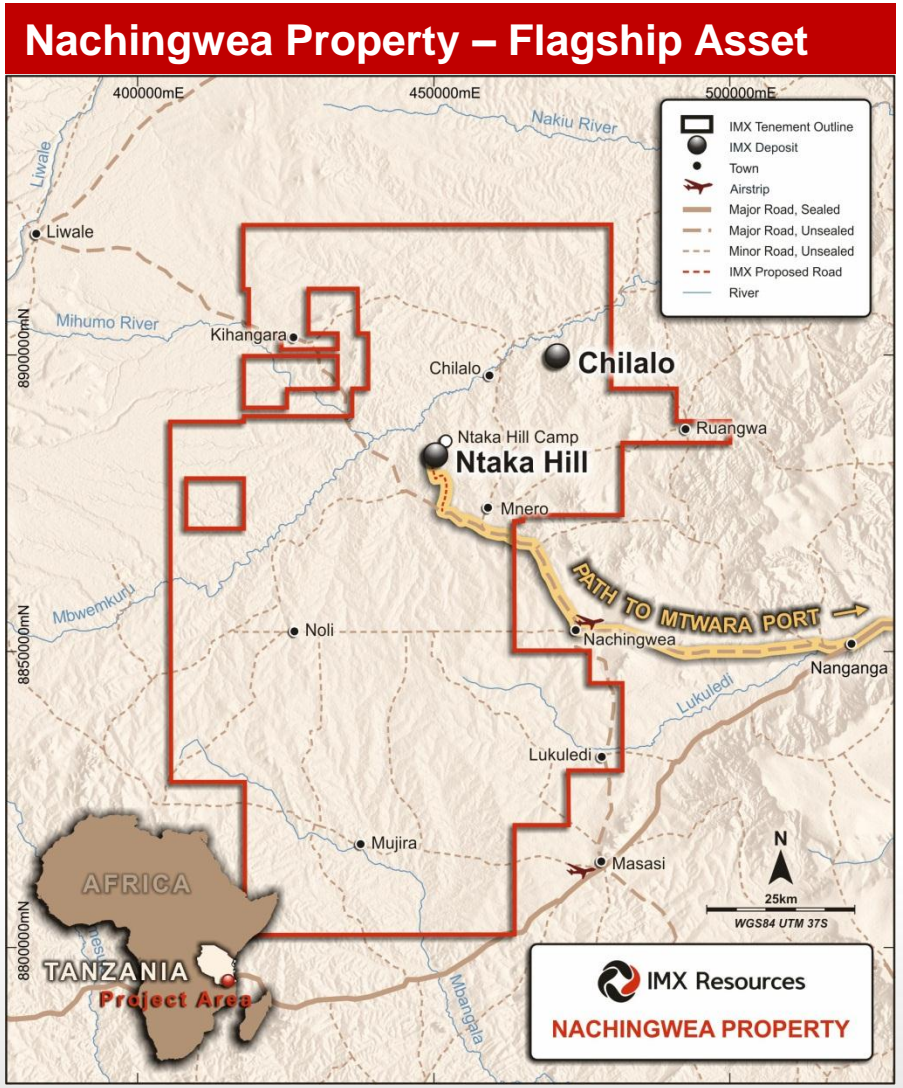 Nachingwea Property – Flagship Asset
400000mE
450000mE
500000mE
Nakiu River
IMX Tenement Outline
IMX Deposit
Town
Airstrip
Major Road, Sealed
Major Road, Unsealed
Minor Road, Unsealed
IMX Proposed Road
River
Liwale
Liwale
Mihumo River
Kihangara
8900000mN
Chilalo
Chilalo
Ruangwa
Ntaka Hill Camp
Ntaka Hill
Mnero
Mbwemkuru
PATH TO MTWARA PORT →
Noli
Nachingwea
8850000mN
Nanganga
Lukuledi
Lukuledi
Mujira
Masasi
N
25km
WGS84 UTM 37S
8800000mN
AFRICA
TANZANIA
Project Area
Mbangala
IMX Resources
NACHINGWEA PROPERTY